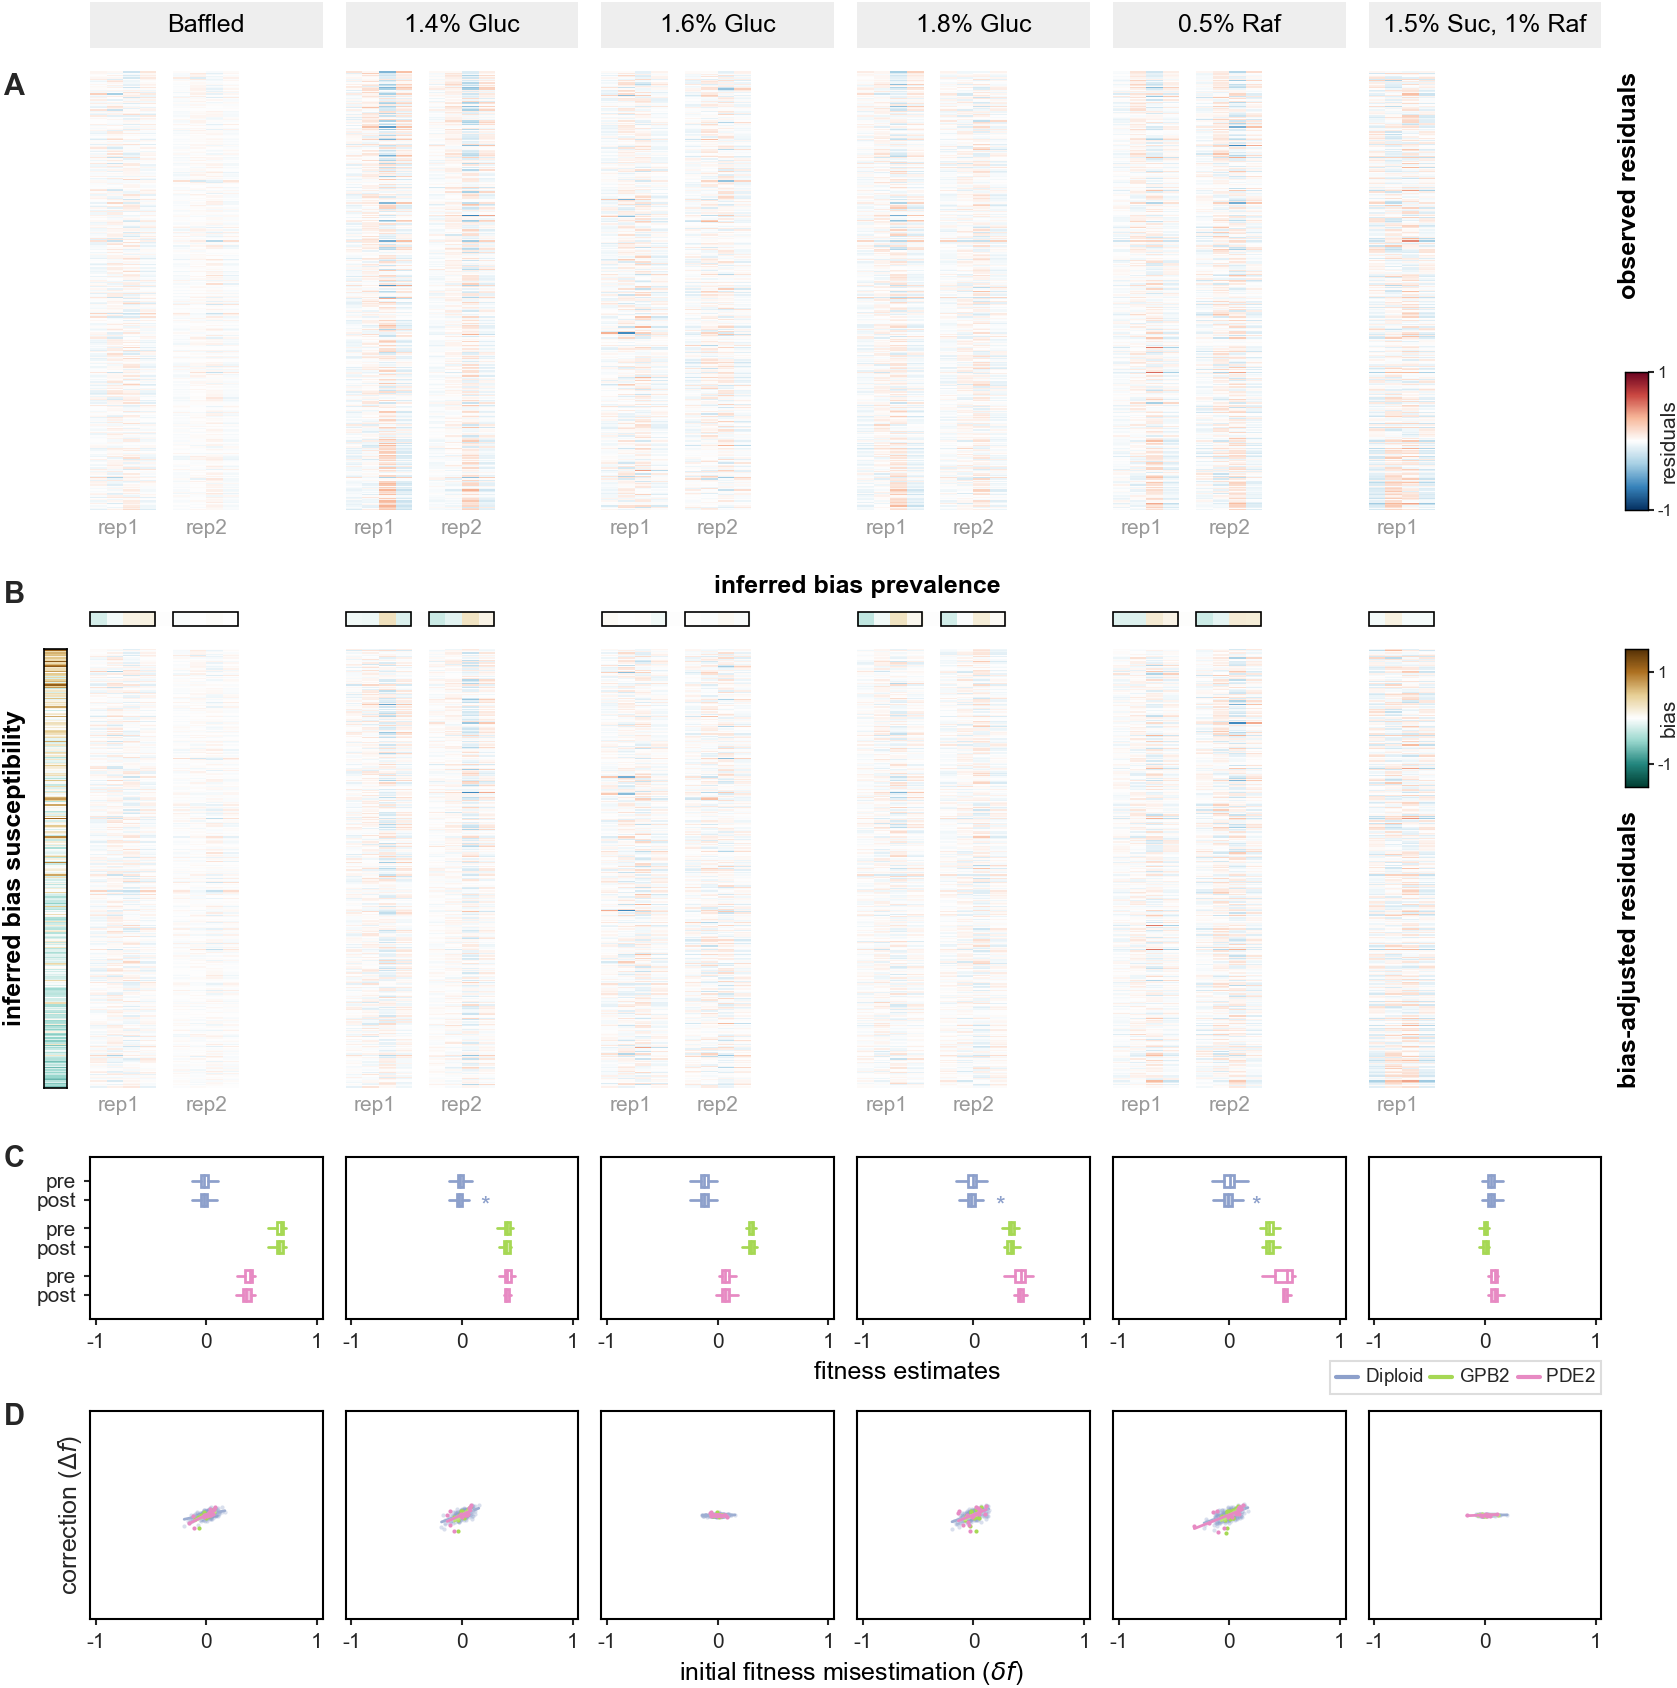 Baffled
1.4% Gluc
1.6% Gluc
1.8% Gluc
0.5% Raf
1.5% Suc, 1% Raf
A
observed residuals
1
residuals
-1
rep1 rep2 rep1 rep2 rep1 rep2 rep1 rep2 rep1 rep2 rep1
B
inferred bias prevalence
inferred bias susceptibility
1
bias
-1
bias-adjusted residuals
rep1 rep2 rep1 rep2 rep1 rep2 rep1 rep2 rep1 rep2 rep1
C
pre
post * * *
pre
post
pre
post
-1 0 1 -1 0 1 -1 0 1 -1 0 1 -1 0 1 -1 0 1
fitness estimates
Diploid GPB2 PDE2
D
correction (Δf)
-1 0 1 -1 0 1 -1 0 1 -1 0 1 -1 0 1 -1 0 1
initial fitness misestimation (δf)